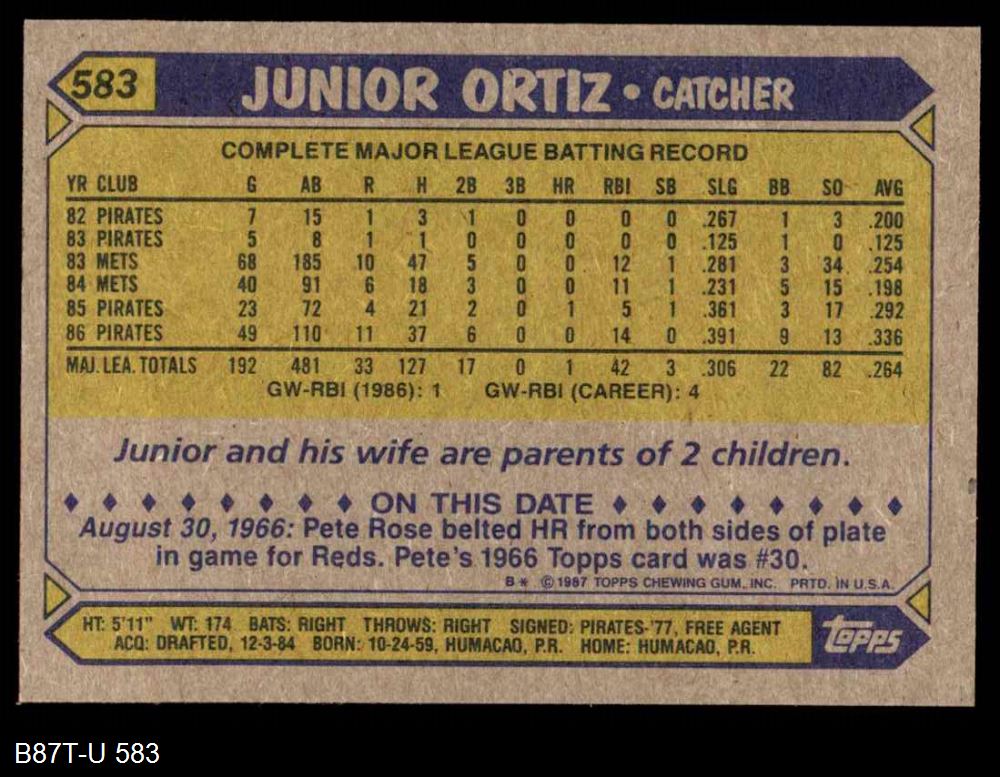 583 JUNIOR ORTIZ • CATCHER
COMPLETE MAJOR LEAGUE BATTING RECORD
YR CLUB G AB R H 2B 3B HR RBI SB SLG BB SO AVG
82 PIRATES 7 15 1 3 1 0 0 0 0 .267 1 3 .200
83 PIRATES 5 8 1 1 0 0 0 0 0 .125 1 0 .125
83 METS 68 185 10 47 5 0 0 12 1 .281 3 34 .254
84 METS 40 91 6 18 3 0 0 11 1 .231 5 15 .198
85 PIRATES 23 72 4 21 2 0 1 5 1 .361 3 17 .292
86 PIRATES 49 110 11 37 6 0 0 14 0 .391 9 13 .336
MAJ. LEA. TOTALS 192 481 33 127 17 0 1 42 3 .306 22 82 .264
GW-RBI (1986): 1 GW-RBI (CAREER): 4
Junior and his wife are parents of 2 children.
ON THIS DATE
August 30, 1966: Pete Rose belted HR from both sides of plate
in game for Reds. Pete's 1966 Topps card was #30.
B* © 1987 TOPPS CHEWING GUM, INC. PRTD. IN U.S.A.
HT: 5'11" WT: 174 BATS: RIGHT THROWS: RIGHT SIGNED: PIRATES-'77, FREE AGENT
ACQ: DRAFTED, 12-3-84 BORN: 10-24-59, HUMACAO, P.R. HOME: HUMACAO, P.R.
topps
B87T-U 583